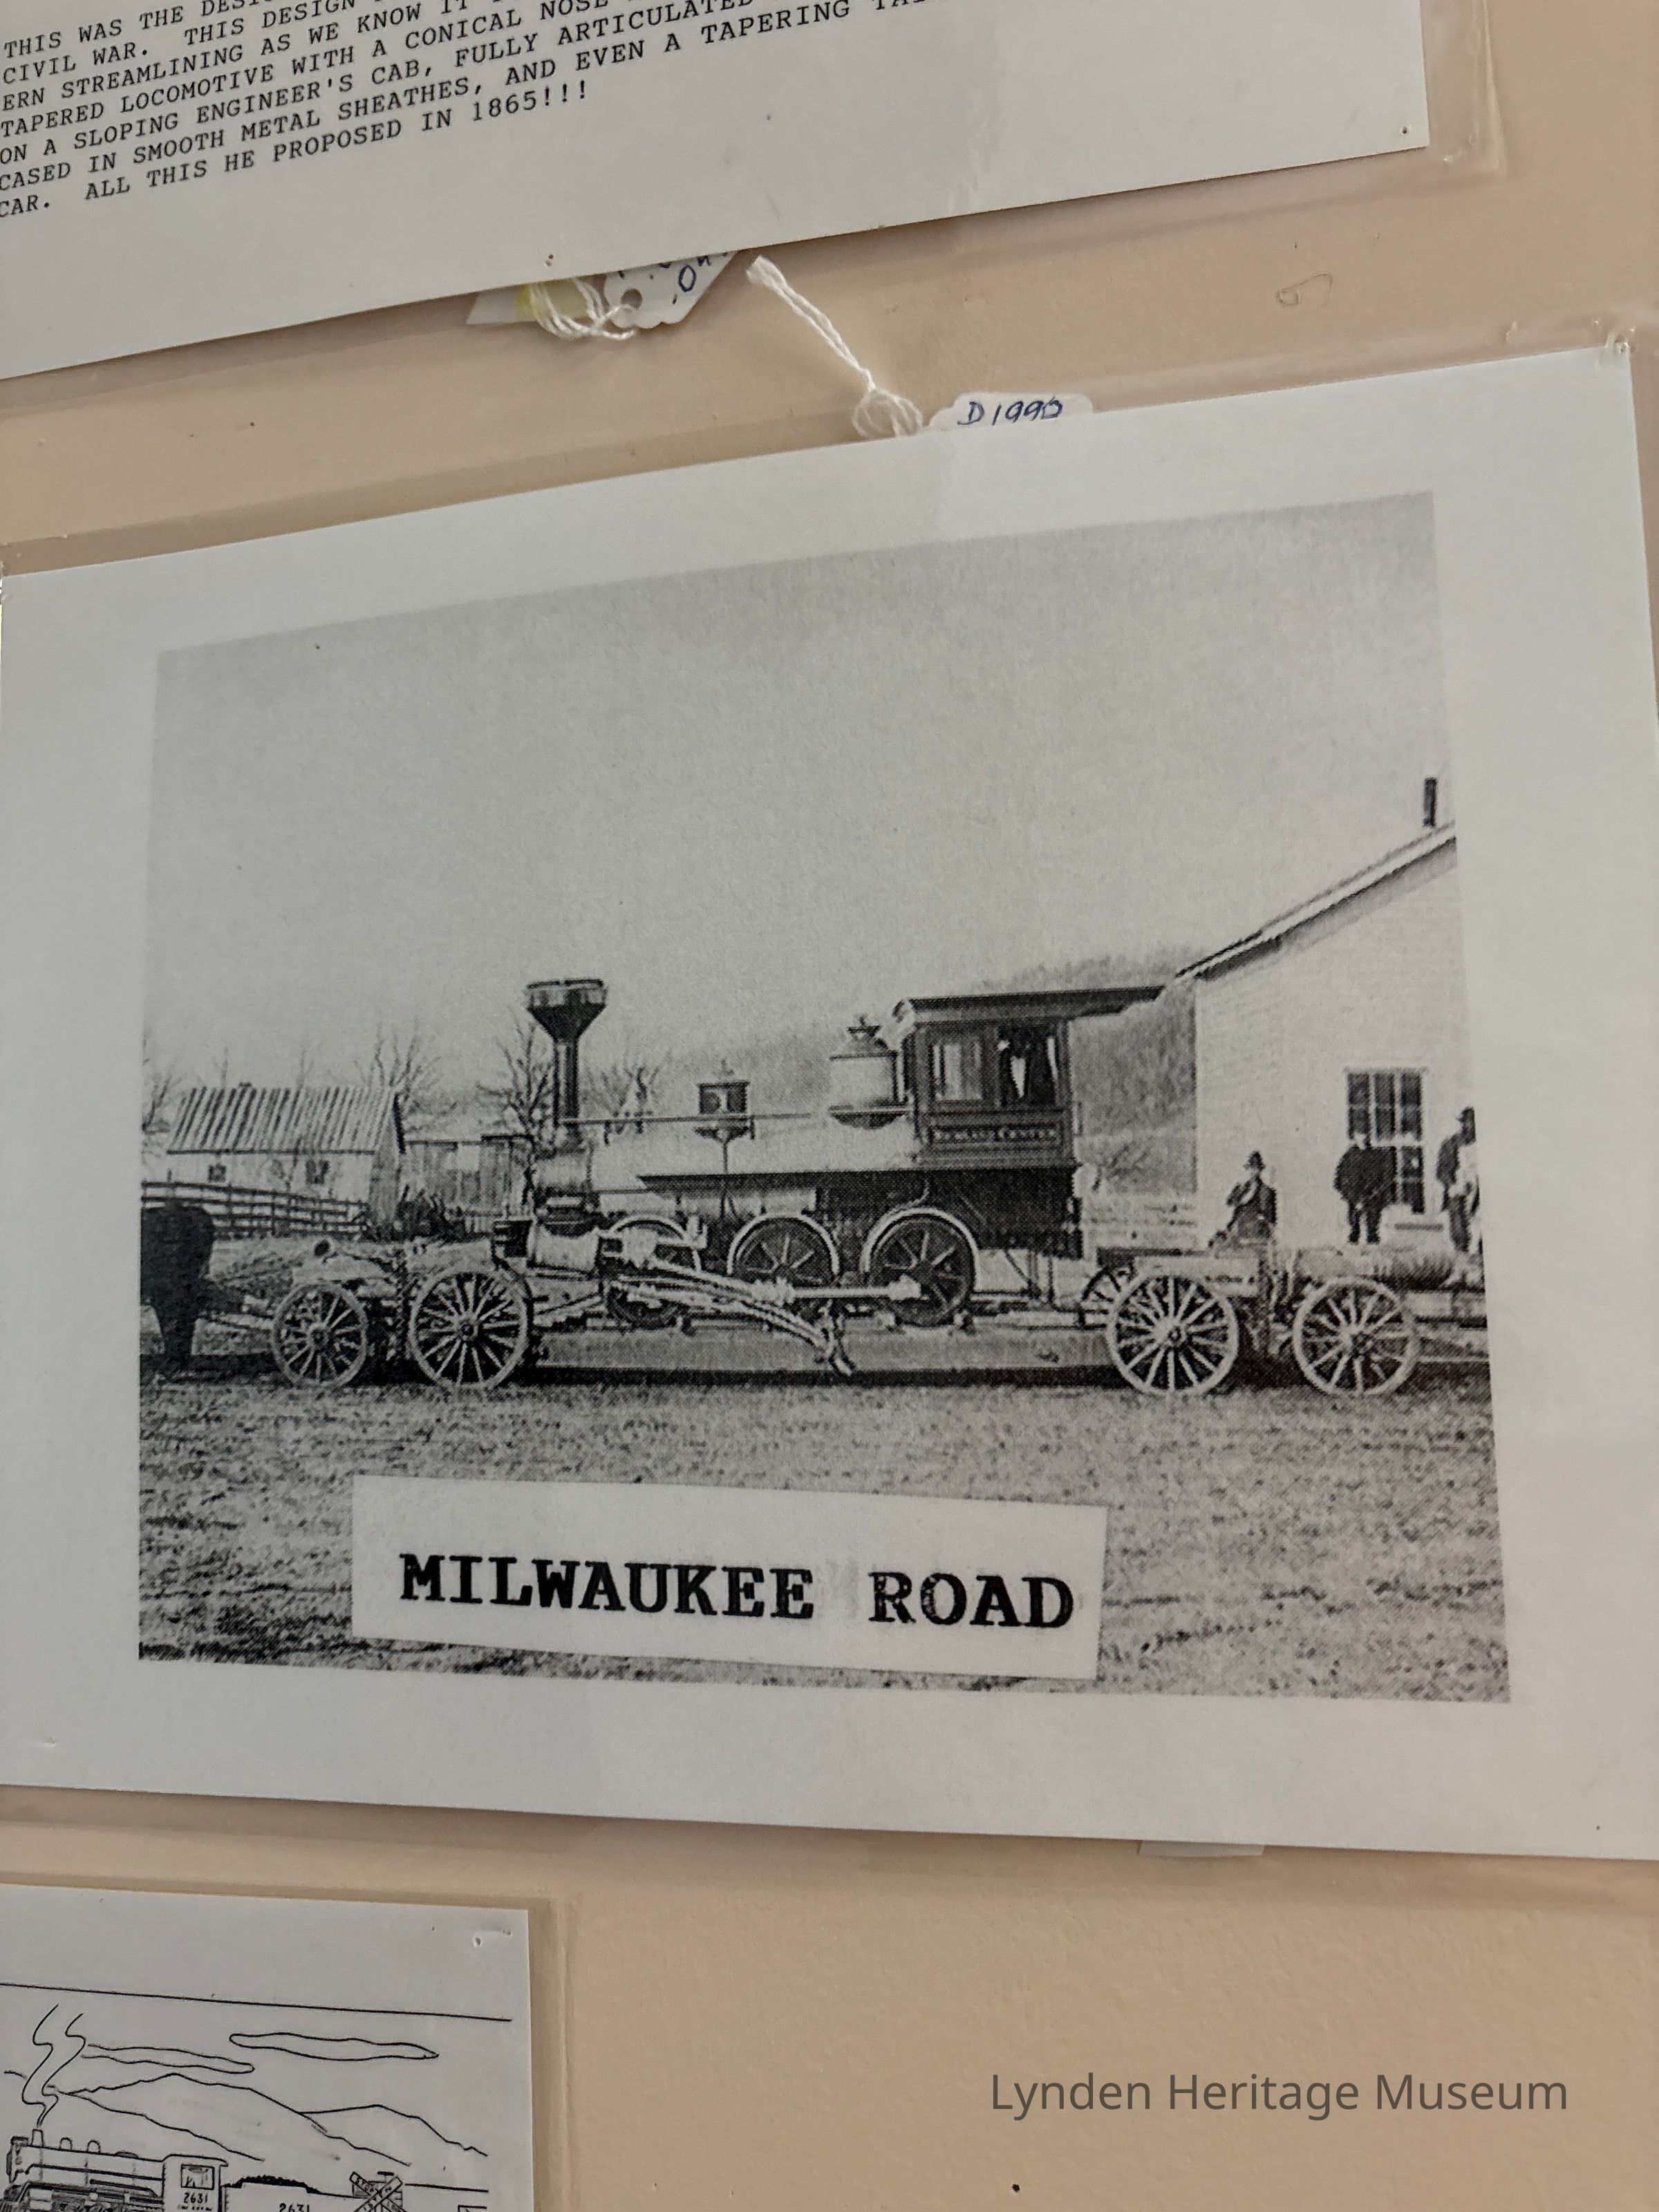 THIS WAS THE
CIVIL WAR. THIS DESIGN
ERN STREAMLINING AS WE KNOW IT
TAPERED LOCOMOTIVE WITH A CONICAL NOSE
ON A SLOPING ENGINEER'S CAB, FULLY ARTICULATED
CASED IN SMOOTH METAL SHEATHES, AND EVEN A TAPERING
CAR. ALL THIS HE PROPOSED IN 1865!!!
D1990
MILWAUKEE ROAD
2631
2631
Lynden Heritage Museum